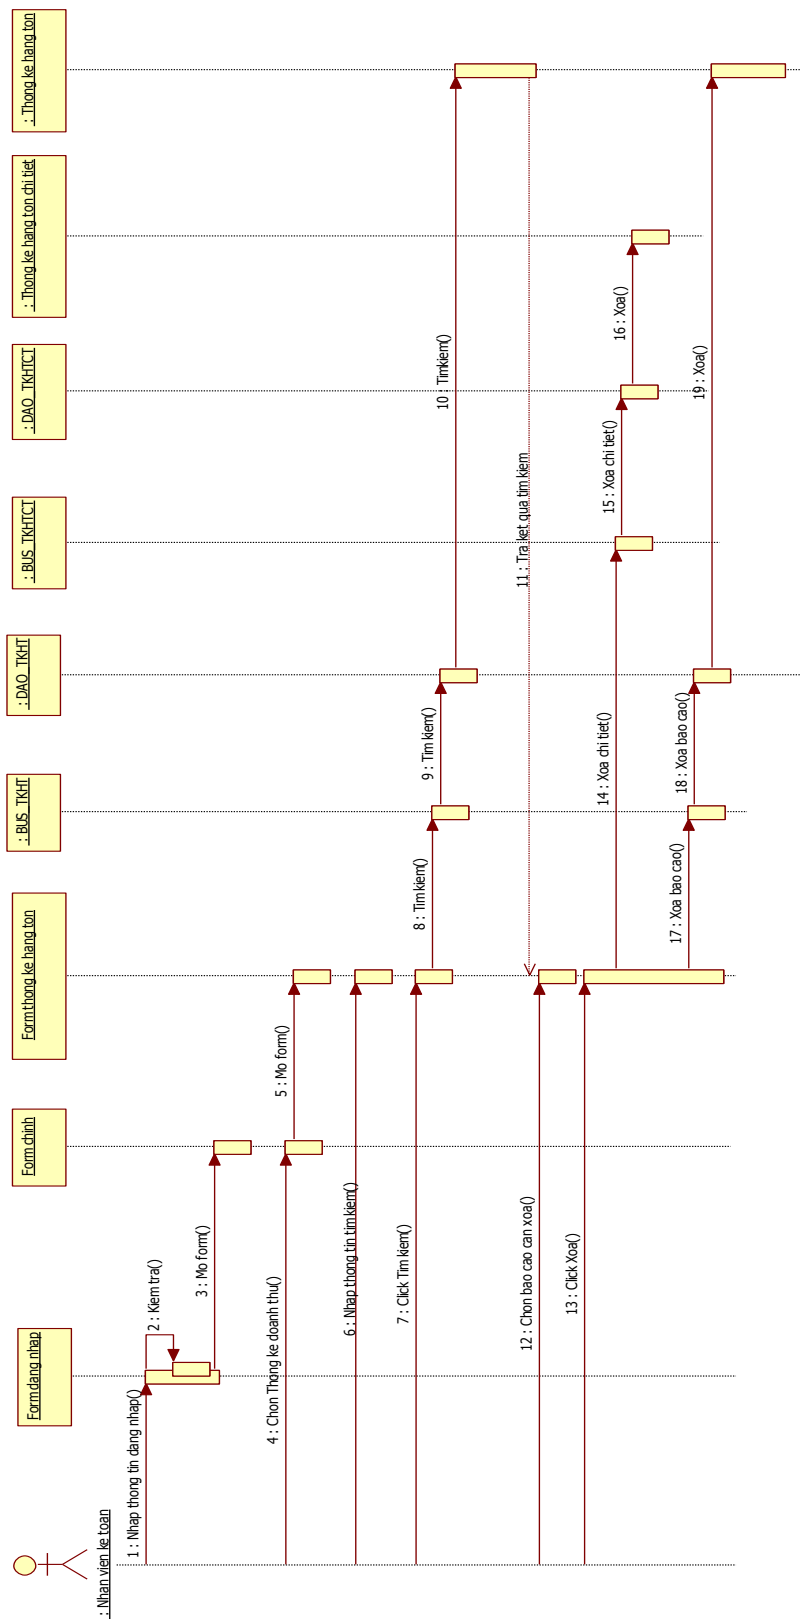 : Nhan vien ke toan
Form dang nhap
Form chinh
Form thong ke hang ton
: BUS_TKHT
: DAO_TKHT
: BUS_TKHTCT
: DAO_TKHTCT
: Thong ke hang ton chi tiet
: Thong ke hang ton
1 : Nhap thong tin dang nhap()
2 : Kiem tra()
3 : Mo form()
4 : Chon Thong ke doanh thu()
5 : Mo form()
6 : Nhap thong tin tim kiem()
7 : Click Tim kiem()
8 : Tim kiem()
9 : Tim kiem()
10 : Tim kiem()
11 : Tra ket qua tim kiem
12 : Chon bao cao can xoa()
13 : Click Xoa()
14 : Xoa chi tiet()
15 : Xoa chi tiet()
16 : Xoa()
17 : Xoa bao cao()
18 : Xoa bao cao()
19 : Xoa()